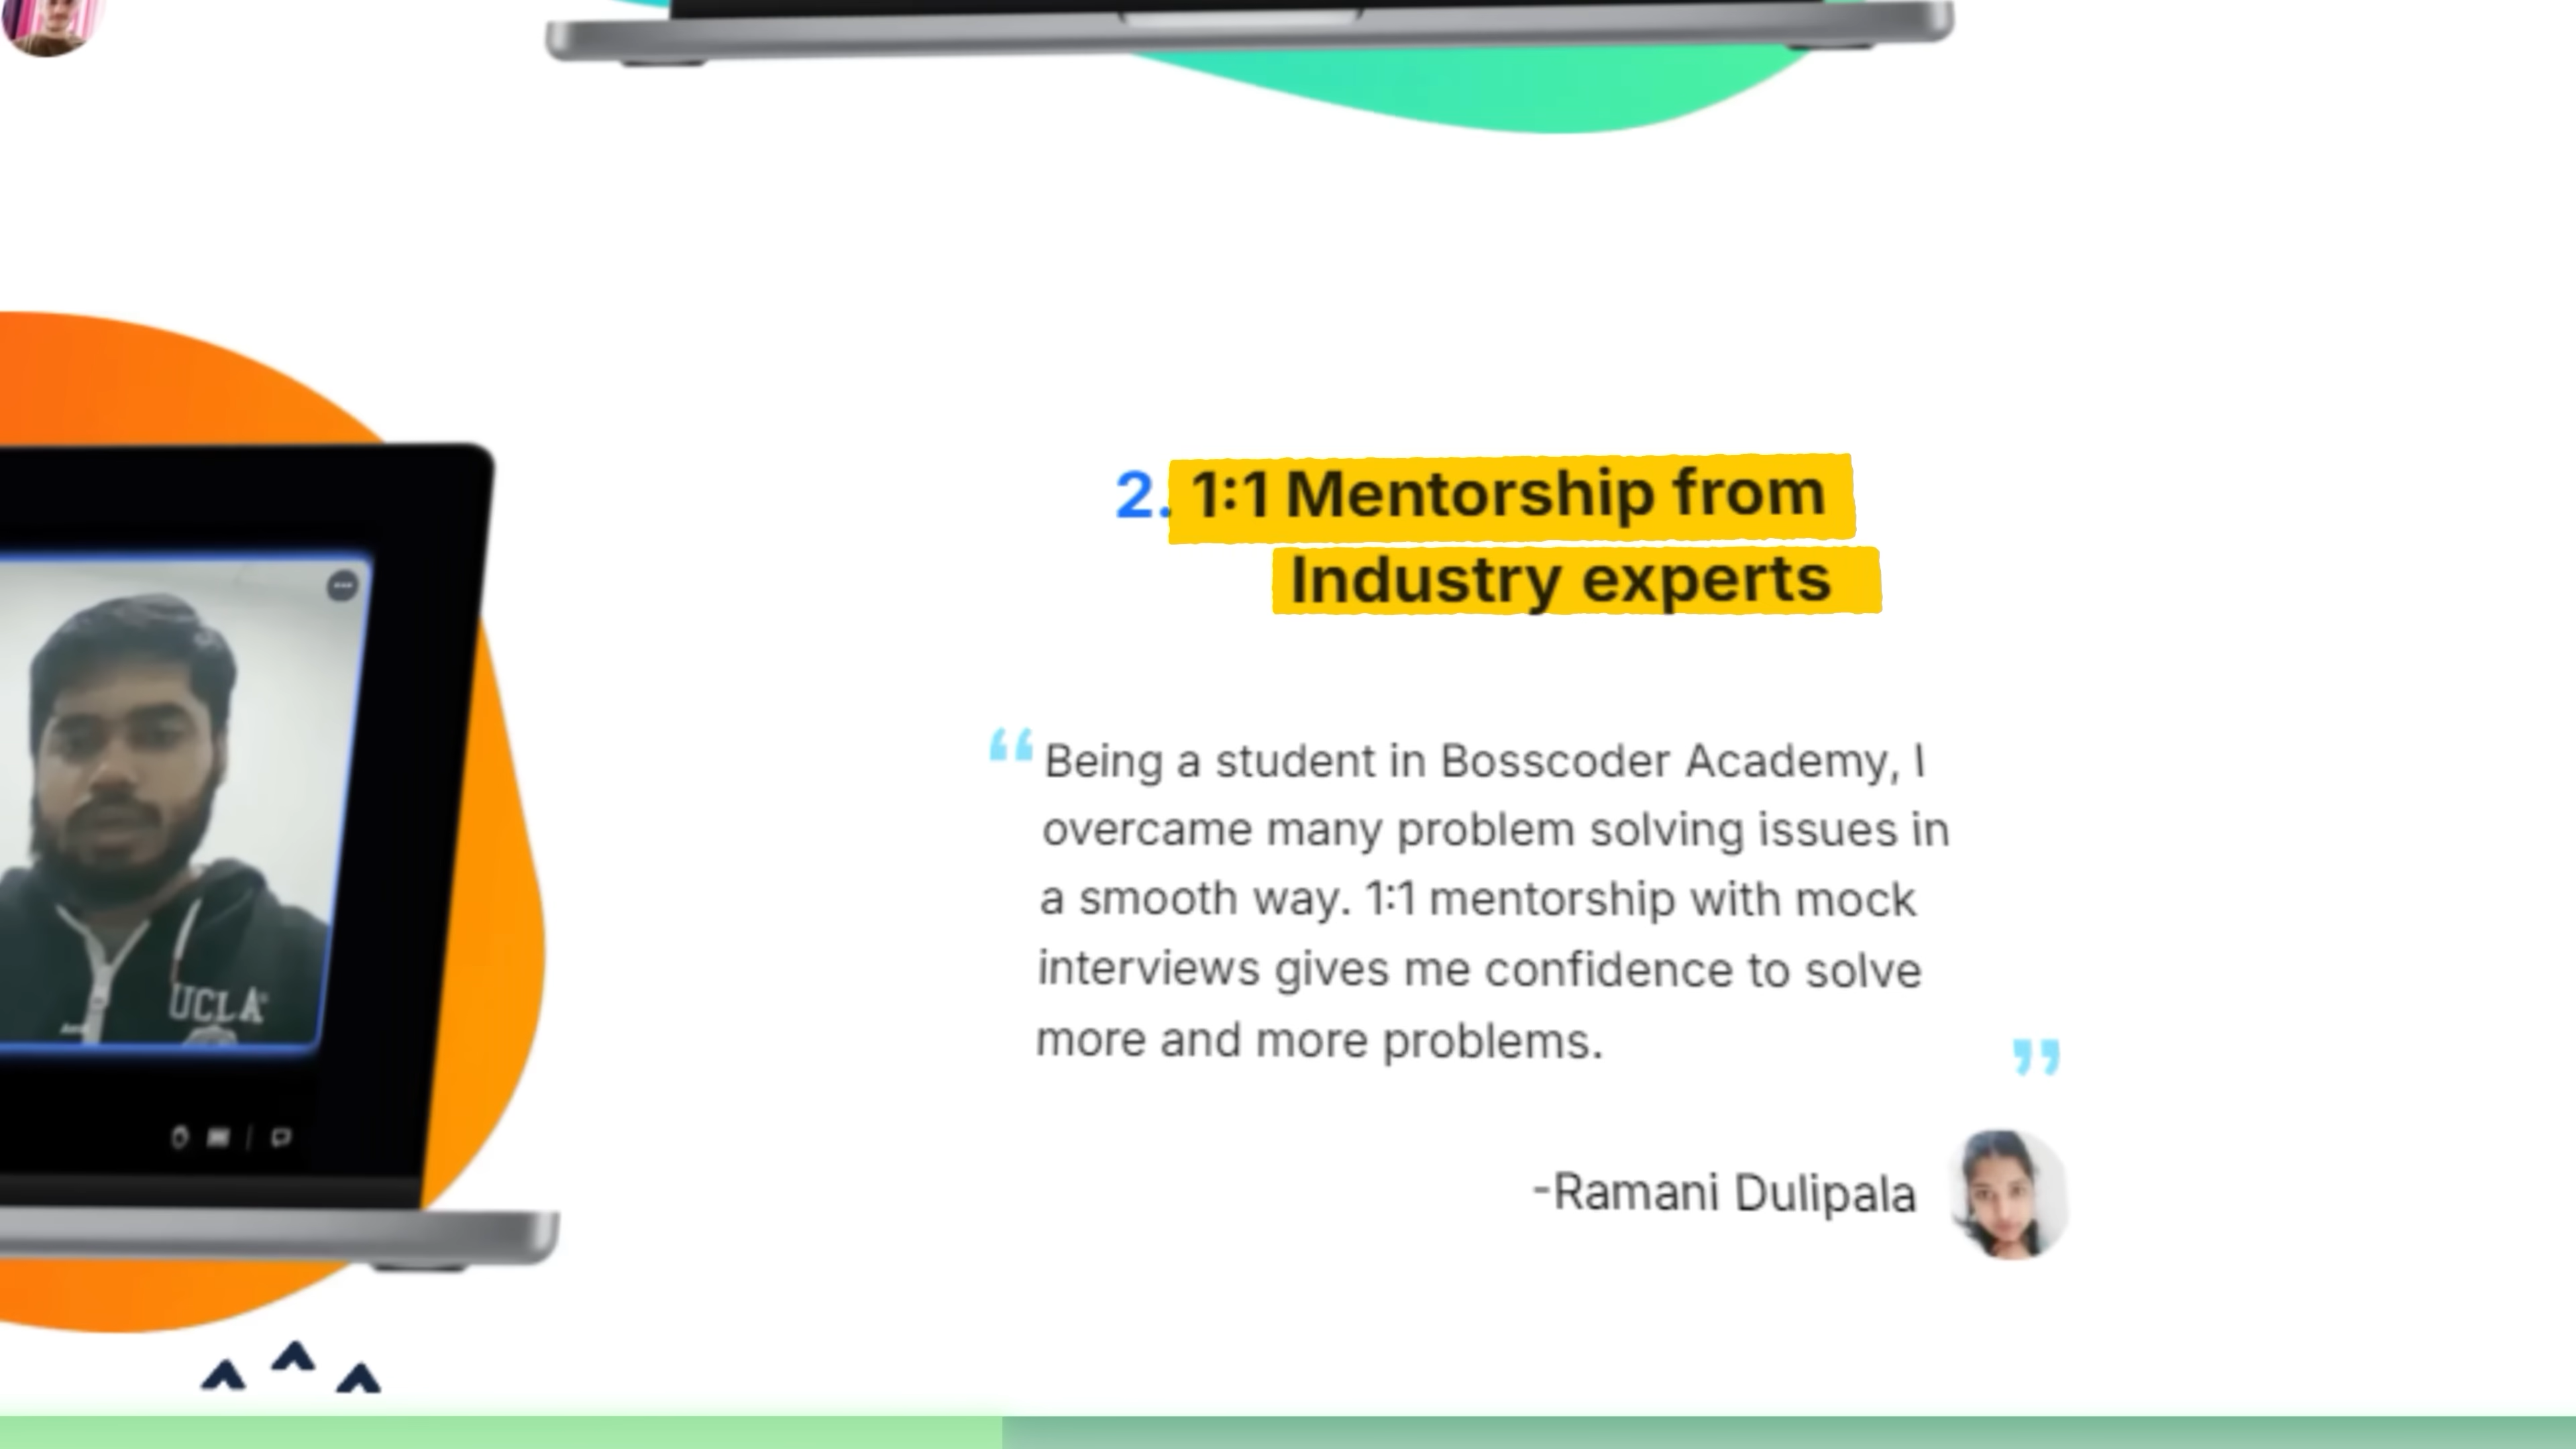 2. 1:1 Mentorship from
Industry experts
“ Being a student in Bosscoder Academy, I
overcame many problem solving issues in
a smooth way. 1:1 mentorship with mock
interviews gives me confidence to solve
more and more problems. ”
-Ramani Dulipala
UCLA